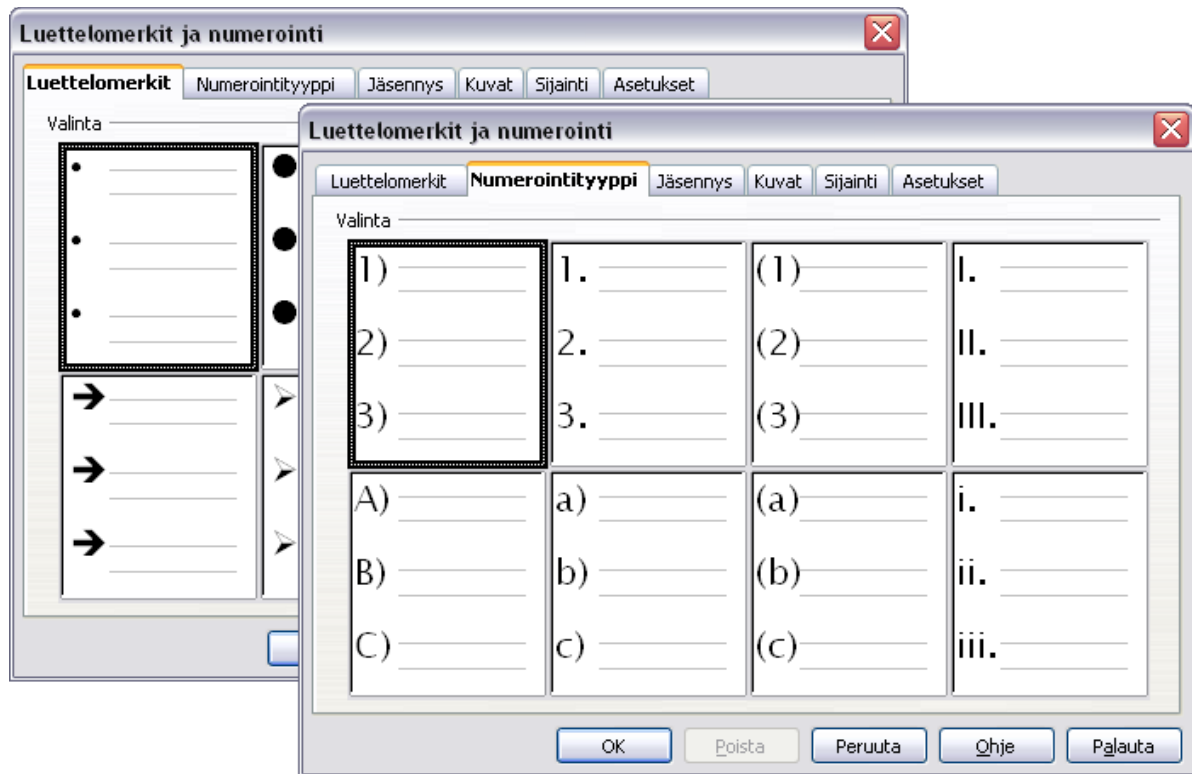 Luettelomerkit ja numerointi
Luettelomerkit Numerointityyppi Jäsennys Kuvat Sijainti Asetukset
Valinta
Luettelomerkit ja numerointi
Luettelomerkit Numerointityyppi Jäsennys Kuvat Sijainti Asetukset
Valinta
1) 1. (1) I.
2) 2. (2) II.
3) 3. (3) III.
A) a) (a) i.
B) b) (b) ii.
C) c) (c) iii.
OK Poista Peruuta Ohje Palauta